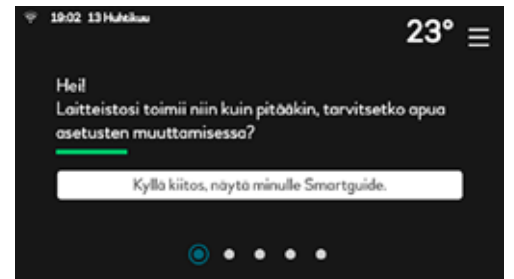 19:02 13 Huhtikuu
23°
Hei!
Laitteistosi toimii niin kuin pitääkin, tarvitsetko apua
asetusten muuttamisessa?
Kyllä kiitos, näytä minulle Smartguide.